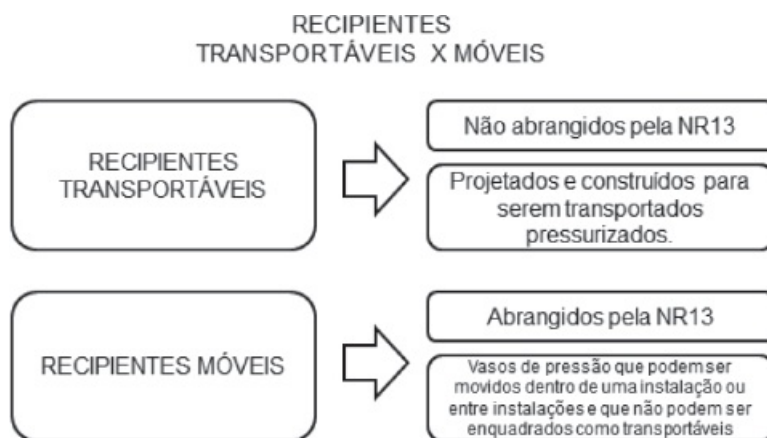 RECIPIENTES
TRANSPORTÁVEIS X MÓVEIS
RECIPIENTES
TRANSPORTÁVEIS
Não abrangidos pela NR13
Projetados e construídos para
serem transportados
pressurizados.
RECIPIENTES MÓVEIS
Abrangidos pela NR13
Vasos de pressão que podem ser
movidos dentro de uma instalação ou
entre instalações e que não podem ser
enquadrados como transportáveis